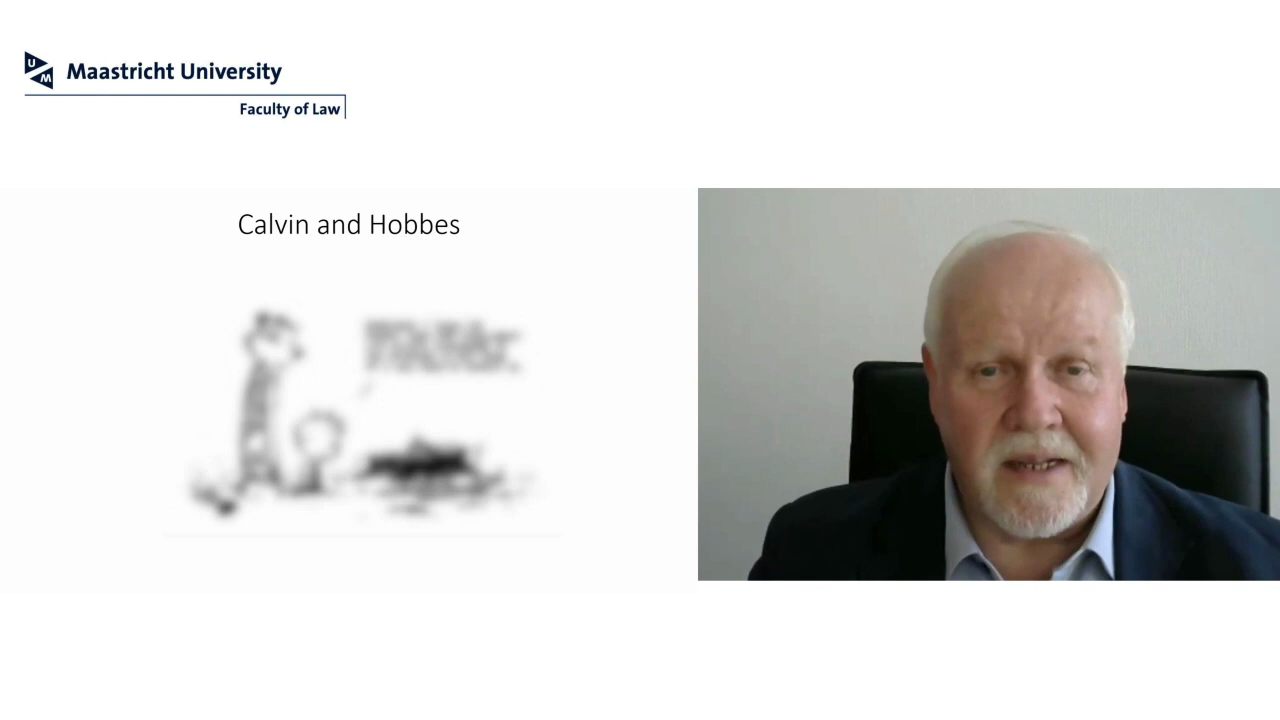 U
M
Maastricht University
Faculty of Law
Calvin and Hobbes